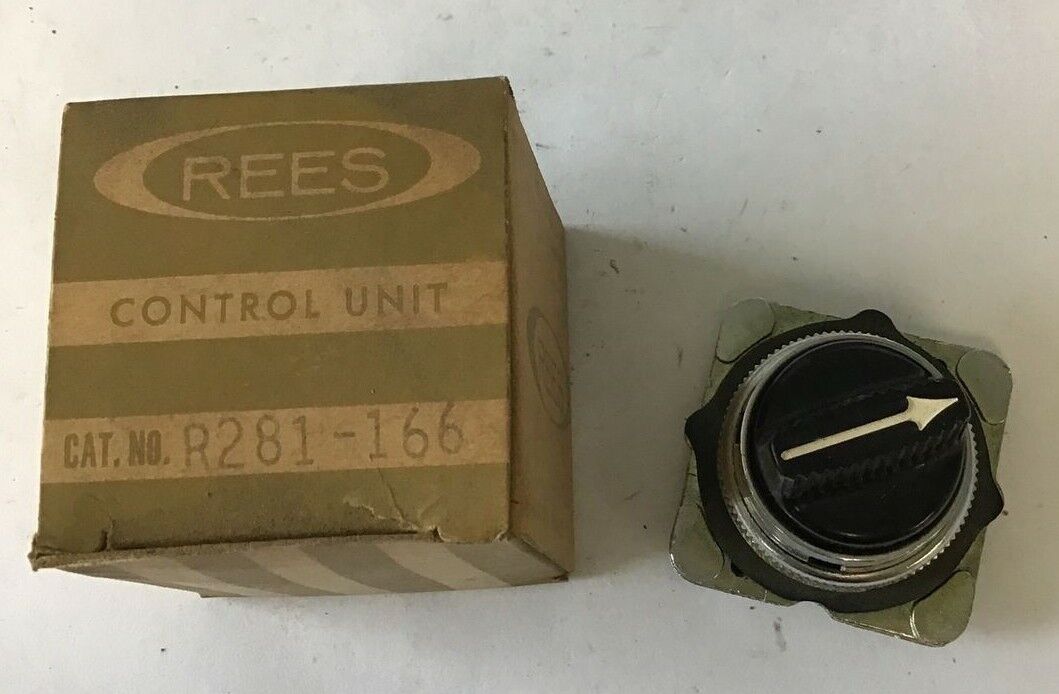 REES
CONTROL UNIT
CAT. NO. R281-166